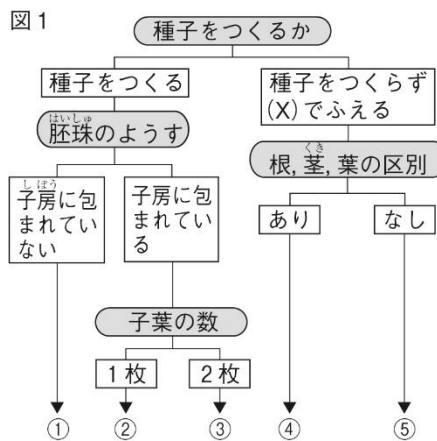 図1
種子をつくるか
種子をつくる
種子をつくらず
(X)でふえる
はいしゅ
胚珠のようす
くき
根,茎,葉の区別
しぼう
子房に包
まれてい
ない
子房に包
まれてい
る
あり
なし
子葉の数
1枚
2枚
①
②
③
④
⑤